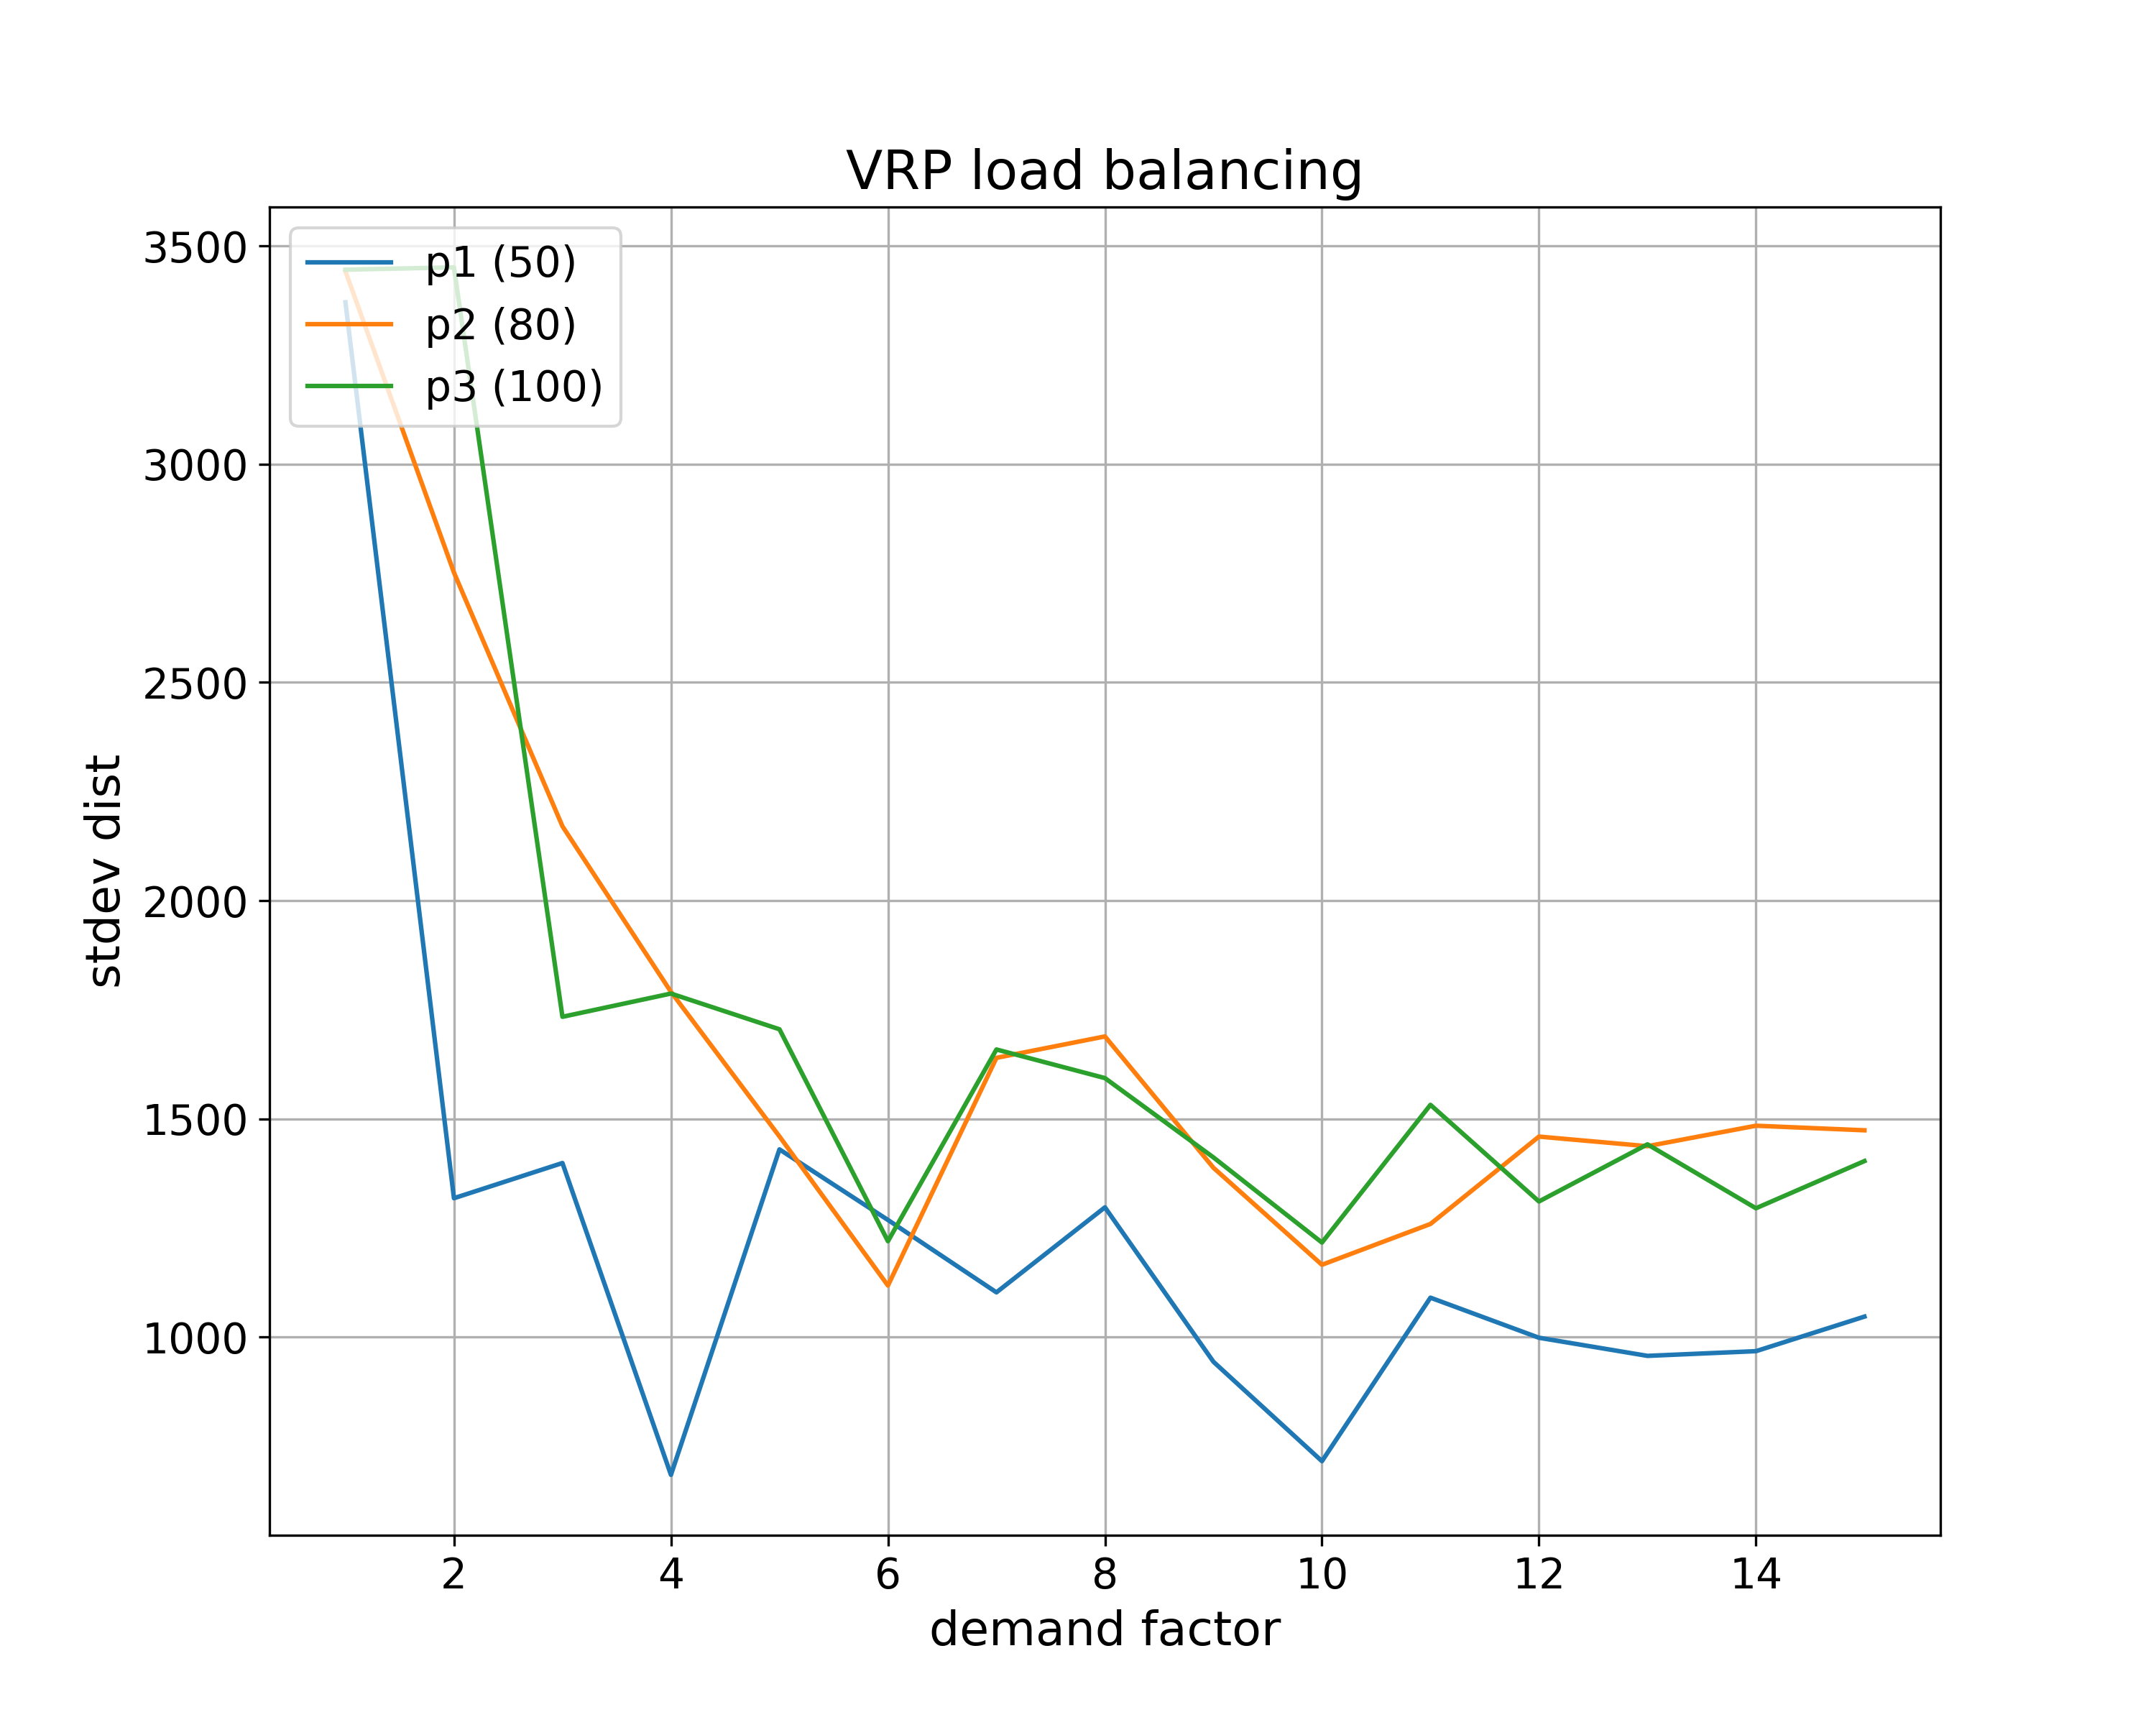 VRP load balancing
p1 (50)
p2 (80)
p3 (100)
3500
3000
2500
2000
1500
1000
stdev dist
2 4 6 8 10 12 14
demand factor